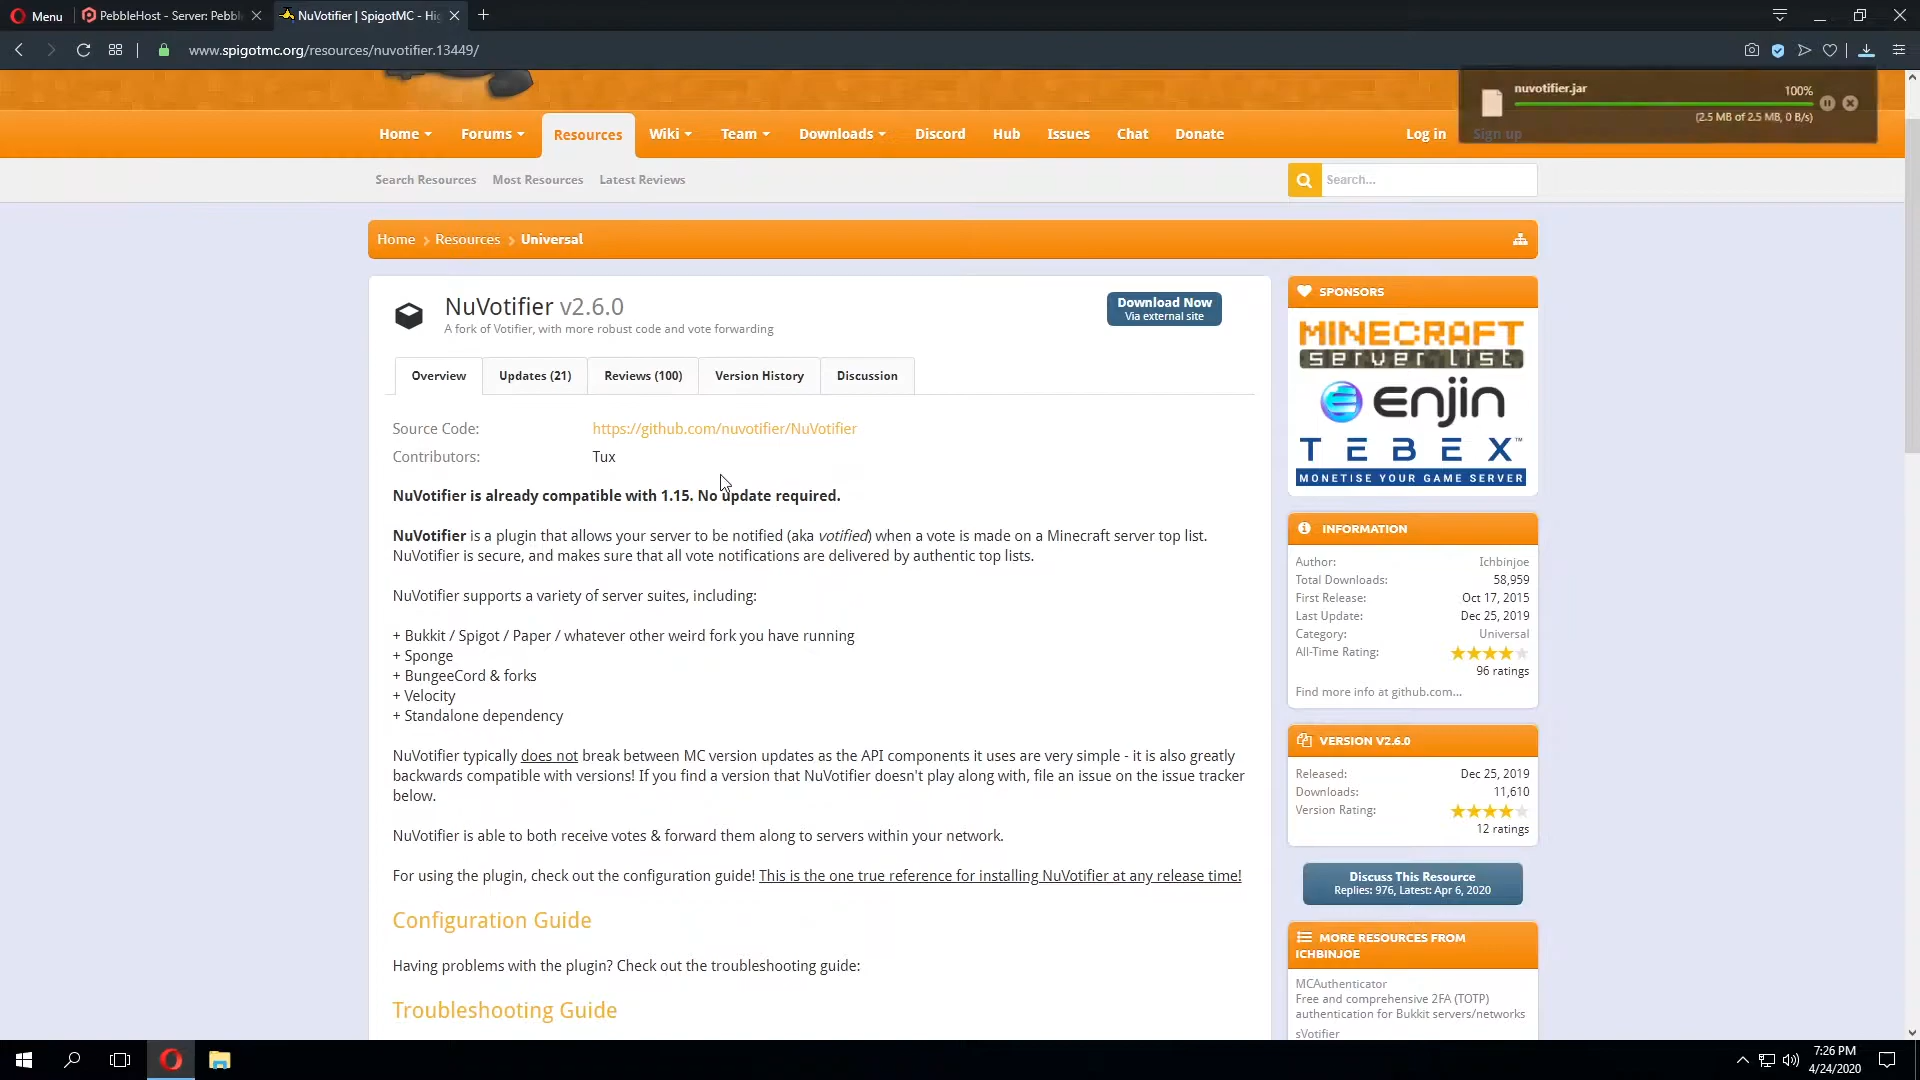 Menu
PebbleHost - Server: Pebbl
NuVotifier | SpigotMC - Hi
www.spigotmc.org/resources/nuvotifier.13449/
nuvotifier.jar
100%
(2.5 MB of 2.5 MB, 0 B/s)
Home
Forums
Resources
Wiki
Team
Downloads
Discord
Hub
Issues
Chat
Donate
Log in
Sign up
Search Resources
Most Resources
Latest Reviews
Search...
Home
Resources
Universal
NuVotifier v2.6.0
A fork of Votifier, with more robust code and vote forwarding
Download Now
Via external site
Overview
Updates (21)
Reviews (100)
Version History
Discussion
Source Code:
https://github.com/nuvotifier/NuVotifier
Contributors:
Tux
NuVotifier is already compatible with 1.15. No update required.
NuVotifier is a plugin that allows your server to be notified (aka votified) when a vote is made on a Minecraft server top list.
NuVotifier is secure, and makes sure that all vote notifications are delivered by authentic top lists.
NuVotifier supports a variety of server suites, including:
+ Bukkit / Spigot / Paper / whatever other weird fork you have running
+ Sponge
+ BungeeCord & forks
+ Velocity
+ Standalone dependency
NuVotifier typically does not break between MC version updates as the API components it uses are very simple - it is also greatly
backwards compatible with versions! If you find a version that NuVotifier doesn't play along with, file an issue on the issue tracker
below.
NuVotifier is able to both receive votes & forward them along to servers within your network.
For using the plugin, check out the configuration guide! This is the one true reference for installing NuVotifier at any release time!
Configuration Guide
Having problems with the plugin? Check out the troubleshooting guide:
Troubleshooting Guide
SPONSORS
MINECRAFT
server list
enjin
TEBEX™
MONETISE YOUR GAME SERVER
INFORMATION
Author:
Ichbinjoe
Total Downloads:
58,959
First Release:
Oct 17, 2015
Last Update:
Dec 25, 2019
Category:
Universal
All-Time Rating:
96 ratings
Find more info at github.com...
VERSION V2.6.0
Released:
Dec 25, 2019
Downloads:
11,610
Version Rating:
12 ratings
Discuss This Resource
Replies: 976, Latest: Apr 6, 2020
MORE RESOURCES FROM
ICHBINJOE
MCAuthenticator
Free and comprehensive 2FA (TOTP)
authentication for Bukkit servers/networks
sVotifier
7:26 PM
4/24/2020